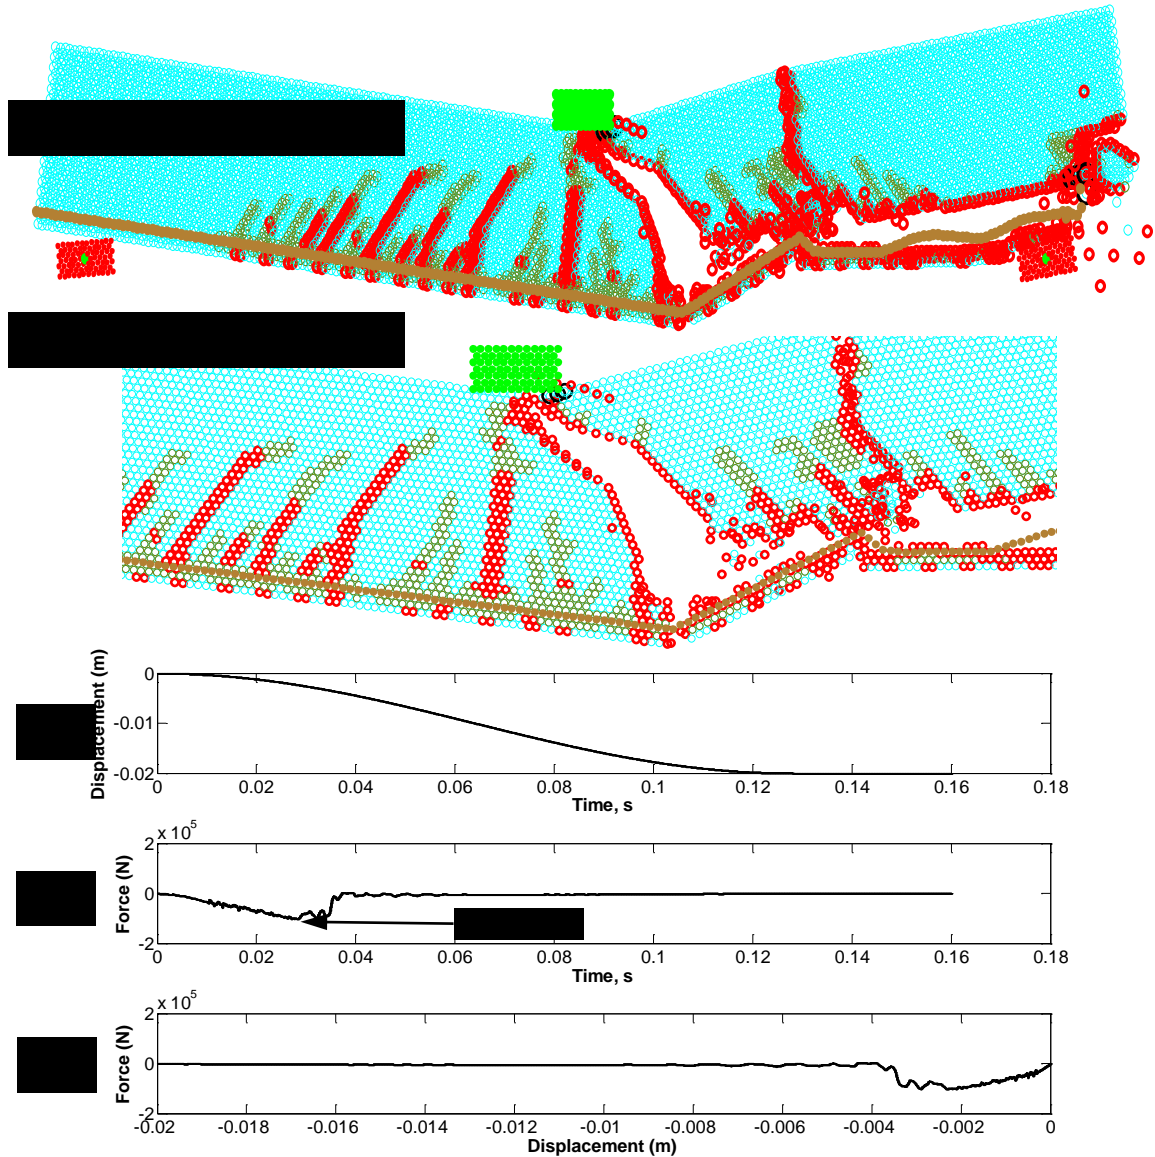 Displacement (m)
0
-0.01
-0.02
0 0.02 0.04 0.06 0.08 0.1 0.12 0.14 0.16 0.18
Time, s
x 10^5
Force (N)
2
0
-2
0 0.02 0.04 0.06 0.08 0.1 0.12 0.14 0.16 0.18
Time, s
x 10^5
Force (N)
2
0
-2
-0.02 -0.018 -0.016 -0.014 -0.012 -0.01 -0.008 -0.006 -0.004 -0.002 0
Displacement (m)